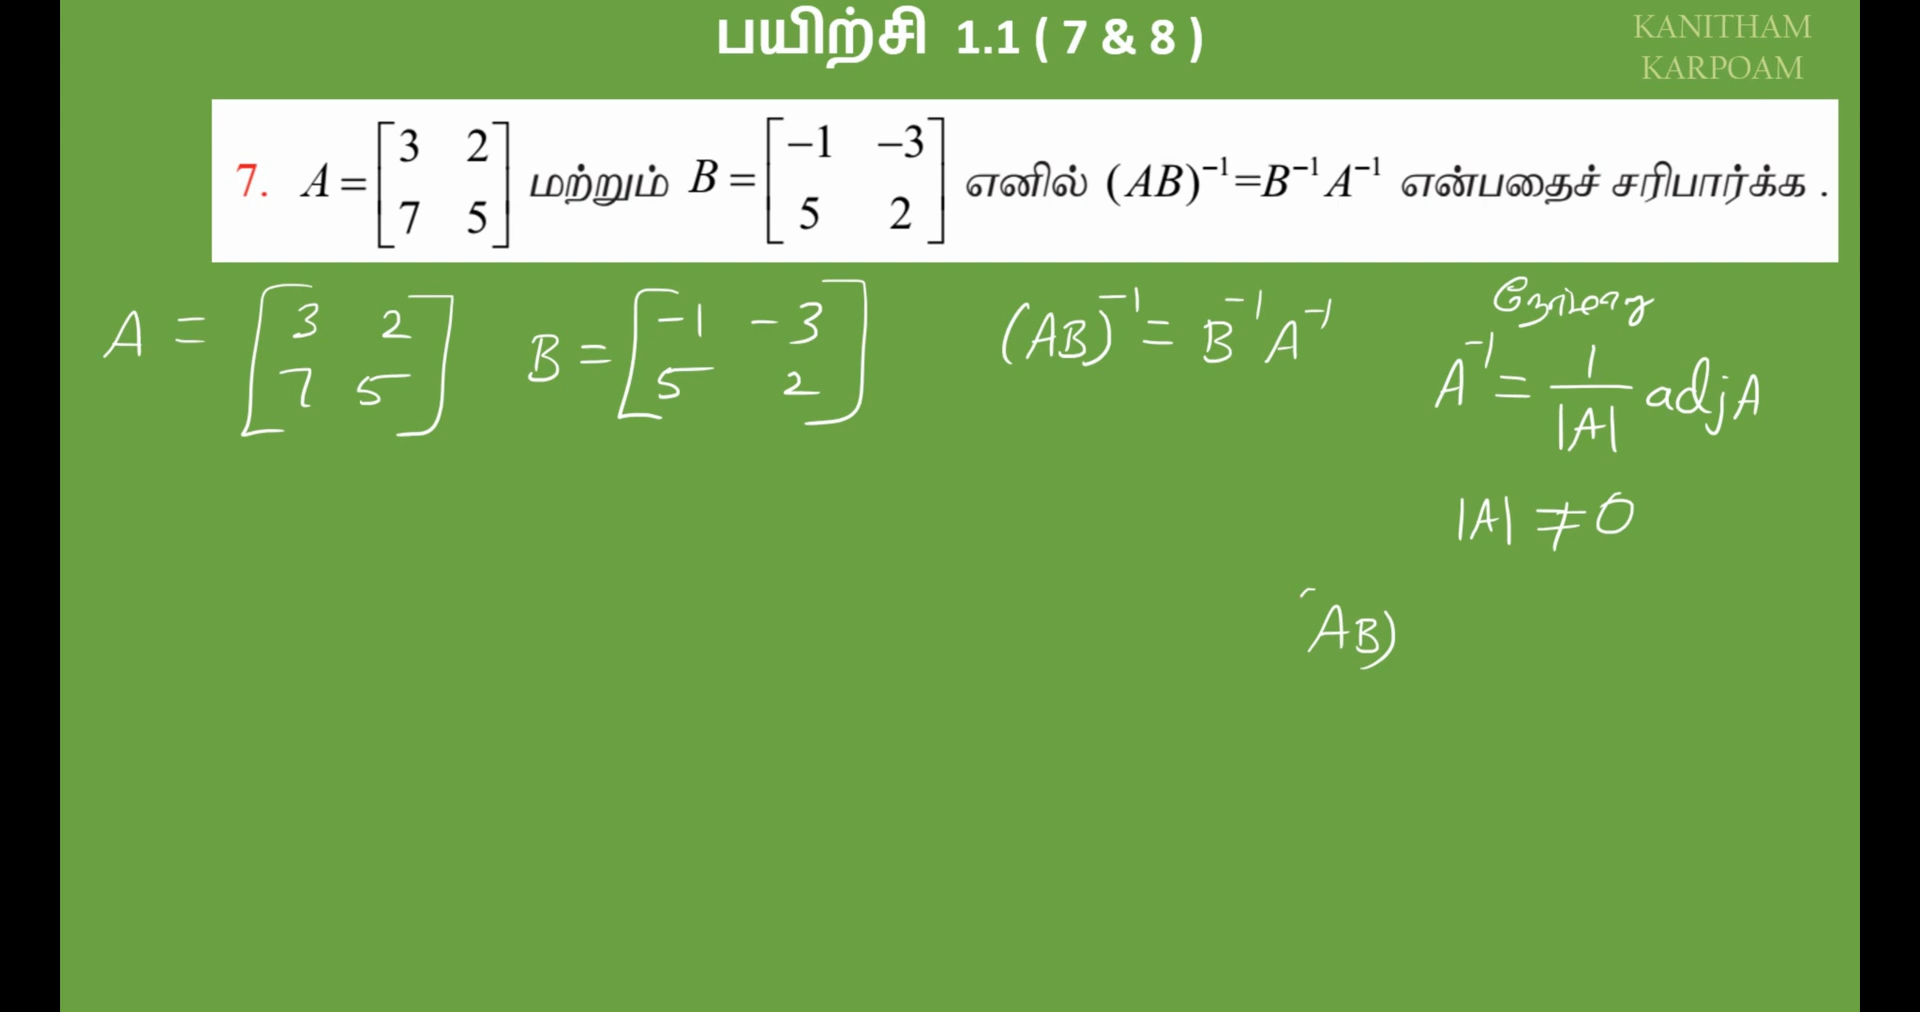 பயிற்சி 1.1 ( 7 & 8 )
KANITHAM
KARPOAM
7. A = [3 2; 7 5] மற்றும் B = [−1 −3; 5 2] எனில் (AB)⁻¹=B⁻¹ A⁻¹ என்பதைச் சரிபார்க்க .
A = [3 2; 7 5] B = [-1 -3; 5 2] (AB)⁻¹ = B⁻¹A⁻¹
நேர்மாறு
A⁻¹ = 1/|A| adj A
|A| ≠ 0
(AB)